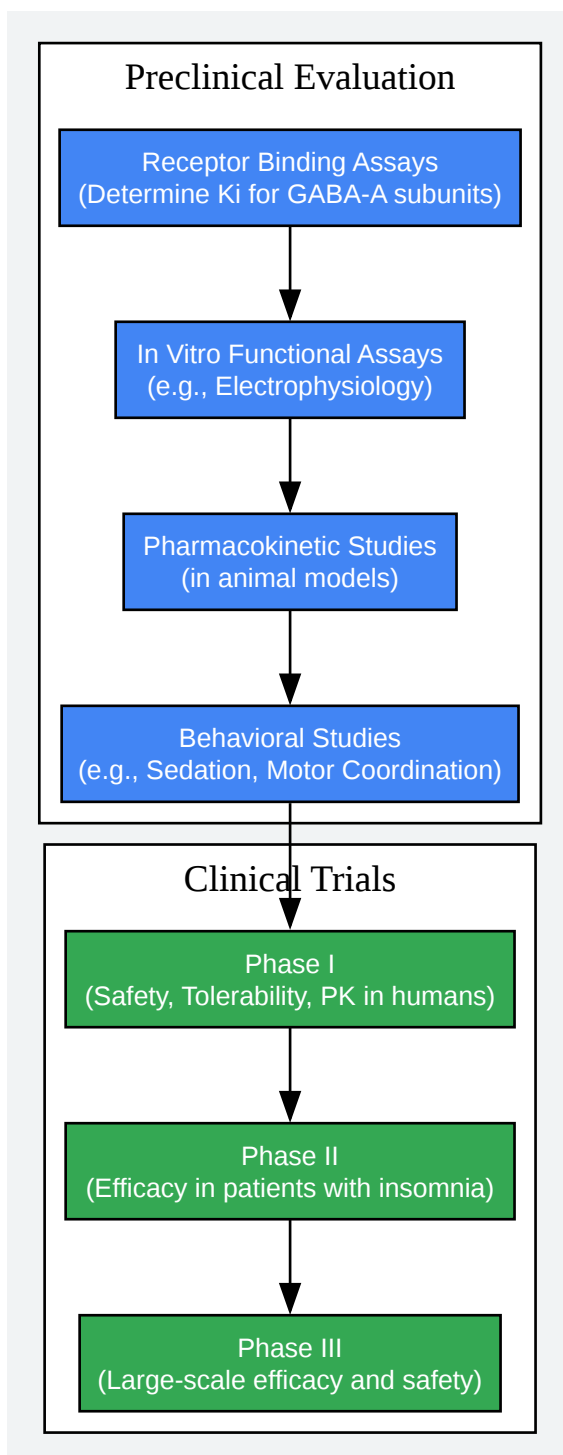 Preclinical Evaluation
Receptor Binding Assays
(Determine Ki for GABA-A subunits)
In Vitro Functional Assays
(e.g., Electrophysiology)
Pharmacokinetic Studies
(in animal models)
Behavioral Studies
(e.g., Sedation, Motor Coordination)
Clinical Trials
Phase I
(Safety, Tolerability, PK in humans)
Phase II
(Efficacy in patients with insomnia)
Phase III
(Large-scale efficacy and safety)